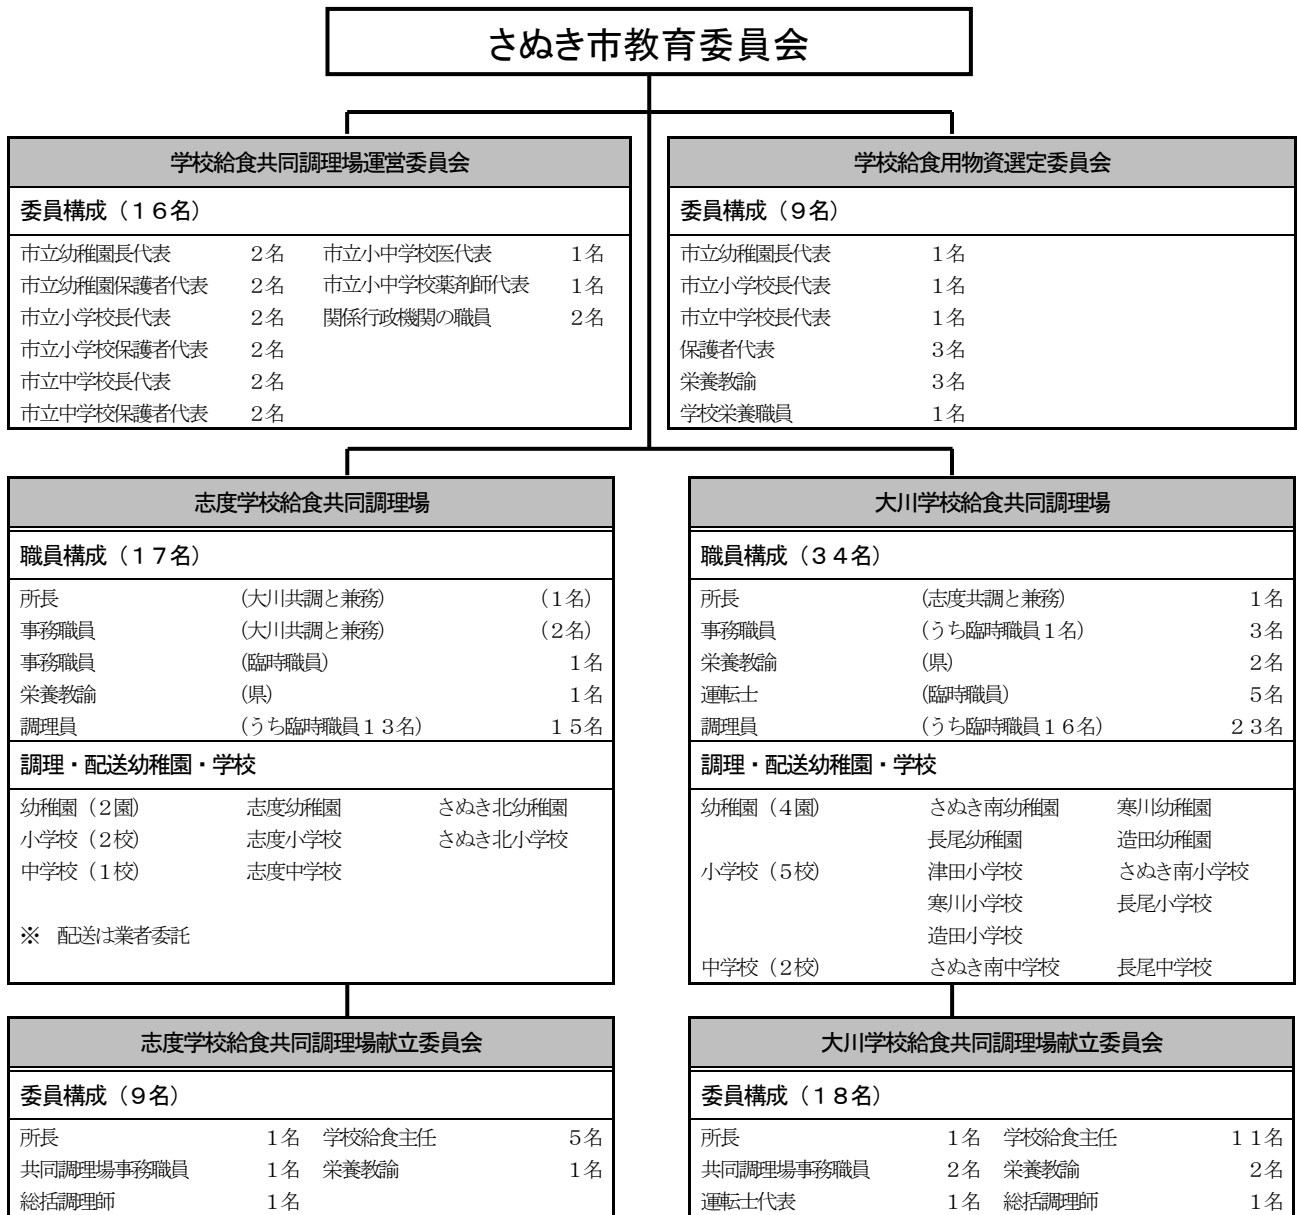 さぬき市教育委員会
学校給食共同調理場運営委員会
委員構成（１６名）
市立幼稚園長代表 ２名 市立小中学校医代表 １名
市立幼稚園保護者代表 ２名 市立小中学校薬剤師代表 １名
市立小学校長代表 ２名 関係行政機関の職員 ２名
市立小学校保護者代表 ２名
市立中学校長代表 ２名
市立中学校保護者代表 ２名
学校給食用物資選定委員会
委員構成（９名）
市立幼稚園長代表 １名
市立小学校長代表 １名
市立中学校長代表 １名
保護者代表 ３名
栄養教諭 ３名
学校栄養職員 １名
志度学校給食共同調理場
職員構成（１７名）
所長 (大川共調と兼務) （１名）
事務職員 (大川共調と兼務) （２名）
事務職員 (臨時職員) １名
栄養教諭 (県) １名
調理員 (うち臨時職員１３名) １５名
調理・配送幼稚園・学校
幼稚園（２園) 志度幼稚園 さぬき北幼稚園
小学校（２校) 志度小学校 さぬき北小学校
中学校（１校) 志度中学校
※ 配送は業者委託
大川学校給食共同調理場
職員構成（３４名）
所長 (志度共調と兼務) １名
事務職員 (うち臨時職員１名) ３名
栄養教諭 (県) ２名
運転士 (臨時職員) ５名
調理員 (うち臨時職員１６名) ２３名
調理・配送幼稚園・学校
幼稚園（４園) さぬき南幼稚園 寒川幼稚園
長尾幼稚園 造田幼稚園
小学校（５校) 津田小学校 さぬき南小学校
寒川小学校 長尾小学校
造田小学校
中学校（２校) さぬき南中学校 長尾中学校
志度学校給食共同調理場献立委員会
委員構成（９名）
所長 １名 学校給食主任 ５名
共同調理場事務職員 １名 栄養教諭 １名
総括調理師 １名
大川学校給食共同調理場献立委員会
委員構成（１８名）
所長 １名 学校給食主任 １１名
共同調理場事務職員 ２名 栄養教諭 ２名
運転士代表 １名 総括調理師 １名